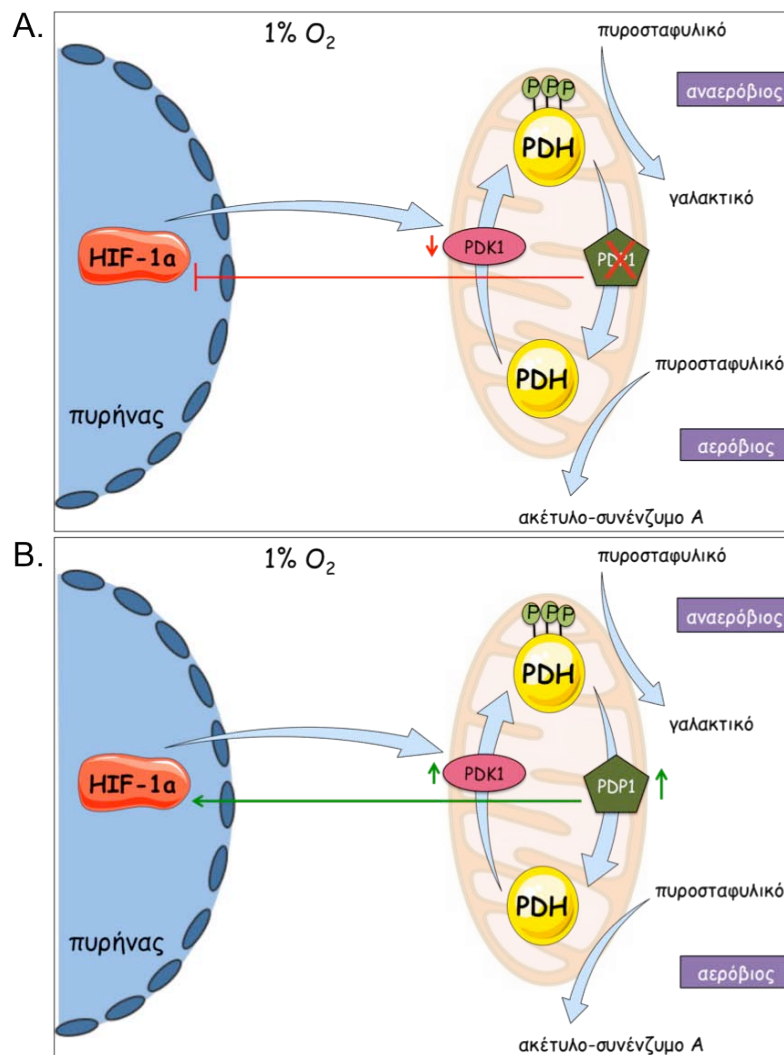 A.
1% O2
πυροσταφυλικό
αναερόβιος
P P P
PDH
γαλακτικό
HIF-1a
PDK1
PDP1
πυροσταφυλικό
PDH
πυρήνας
αερόβιος
ακέτυλο-συνένζυμο Α
B.
1% O2
πυροσταφυλικό
αναερόβιος
P P P
PDH
γαλακτικό
HIF-1a
PDK1
PDP1
πυροσταφυλικό
PDH
πυρήνας
αερόβιος
ακέτυλο-συνένζυμο Α